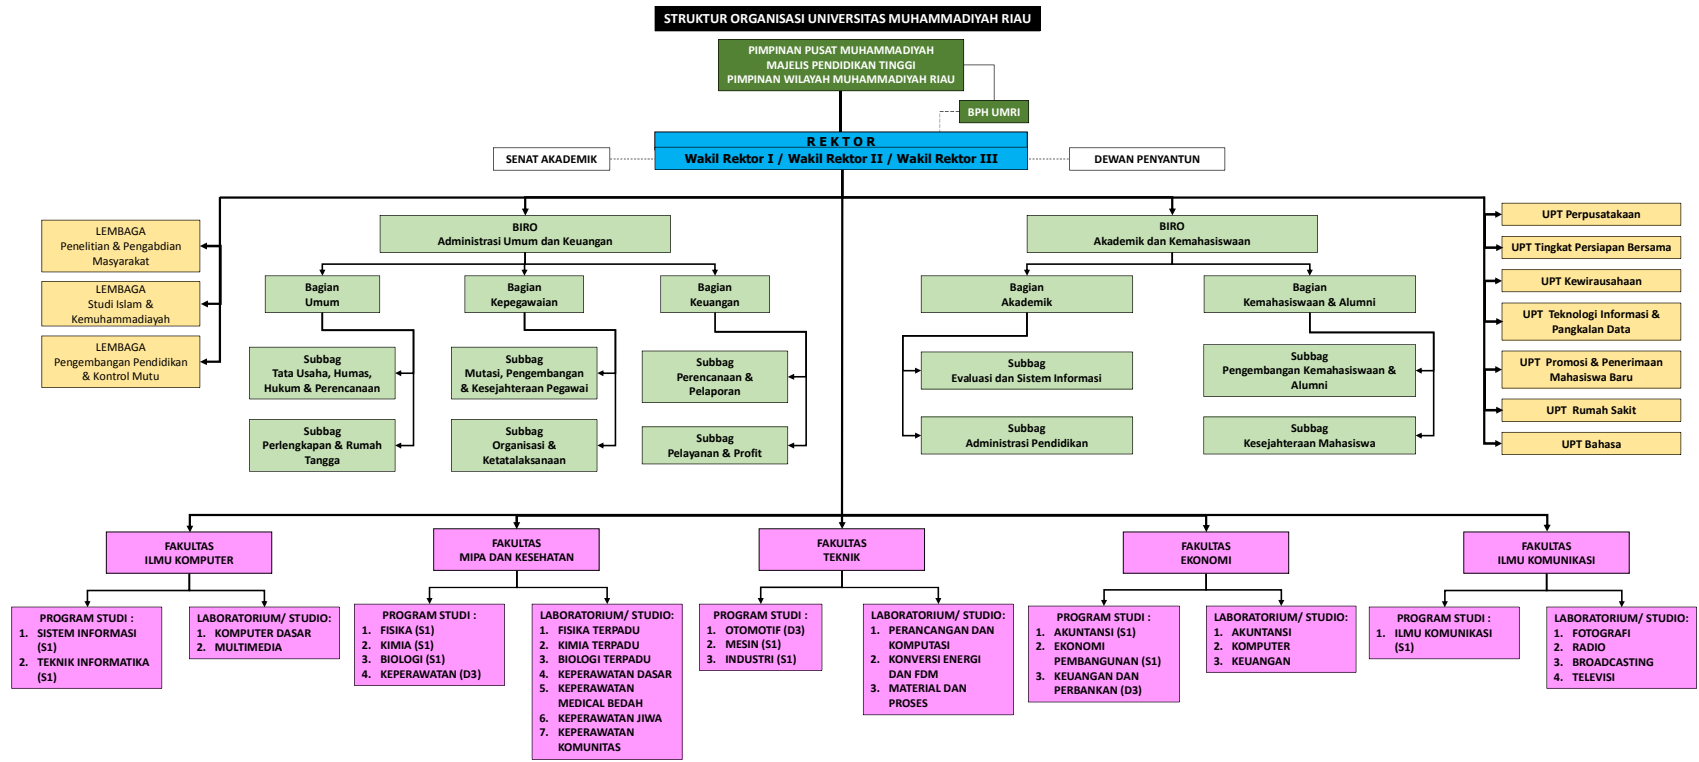 STRUKTUR ORGANISASI UNIVERSITAS MUHAMMADIYAH RIAU
PIMPINAN PUSAT MUHAMMADIYAH
MAJELIS PENDIDIKAN TINGGI
PIMPINAN WILAYAH MUHAMMADIYAH RIAU
BPH UMRI
R E K T O R
Wakil Rektor I / Wakil Rektor II / Wakil Rektor III
SENAT AKADEMIK
DEWAN PENYANTUN
LEMBAGA
Penelitian & Pengabdian
Masyarakat
LEMBAGA
Studi Islam &
Kemuhammadiayah
LEMBAGA
Pengembangan Pendidikan
& Kontrol Mutu
BIRO
Administrasi Umum dan Keuangan
Bagian
Umum
Bagian
Kepegawaian
Bagian
Keuangan
Subbag
Tata Usaha, Humas,
Hukum & Perencanaan
Subbag
Perlengkapan & Rumah
Tangga
Subbag
Mutasi, Pengembangan
& Kesejahteraan Pegawai
Subbag
Organisasi &
Ketatalaksanaan
Subbag
Perencanaan &
Pelaporan
Subbag
Pelayanan & Profit
BIRO
Akademik dan Kemahasiswaan
Bagian
Akademik
Bagian
Kemahasiswaan & Alumni
Subbag
Evaluasi dan Sistem Informasi
Subbag
Administrasi Pendidikan
Subbag
Pengembangan Kemahasiswaan &
Alumni
Subbag
Kesejahteraan Mahasiswa
UPT Perpusatakaan
UPT Tingkat Persiapan Bersama
UPT Kewirausahaan
UPT Teknologi Informasi &
Pangkalan Data
UPT Promosi & Penerimaan
Mahasiswa Baru
UPT Rumah Sakit
UPT Bahasa
FAKULTAS
ILMU KOMPUTER
PROGRAM STUDI :
1. SISTEM INFORMASI
(S1)
2. TEKNIK INFORMATIKA
(S1)
LABORATORIUM/ STUDIO:
1. KOMPUTER DASAR
2. MULTIMEDIA
FAKULTAS
MIPA DAN KESEHATAN
PROGRAM STUDI :
1. FISIKA (S1)
2. KIMIA (S1)
3. BIOLOGI (S1)
4. KEPERAWATAN (D3)
LABORATORIUM/ STUDIO:
1. FISIKA TERPADU
2. KIMIA TERPADU
3. BIOLOGI TERPADU
4. KEPERAWATAN DASAR
5. KEPERAWATAN
MEDICAL BEDAH
6. KEPERAWATAN JIWA
7. KEPERAWATAN
KOMUNITAS
FAKULTAS
TEKNIK
PROGRAM STUDI :
1. OTOMOTIF (D3)
2. MESIN (S1)
3. INDUSTRI (S1)
LABORATORIUM/ STUDIO:
1. PERANCANGAN DAN
KOMPUTASI
2. KONVERSI ENERGI
DAN FDM
3. MATERIAL DAN
PROSES
FAKULTAS
EKONOMI
PROGRAM STUDI :
1. AKUNTANSI (S1)
2. EKONOMI
PEMBANGUNAN (S1)
3. KEUANGAN DAN
PERBANKAN (D3)
LABORATORIUM/ STUDIO:
1. AKUNTANSI
2. KOMPUTER
3. KEUANGAN
FAKULTAS
ILMU KOMUNIKASI
PROGRAM STUDI :
1. ILMU KOMUNIKASI
(S1)
LABORATORIUM/ STUDIO:
1. FOTOGRAFI
2. RADIO
3. BROADCASTING
4. TELEVISI